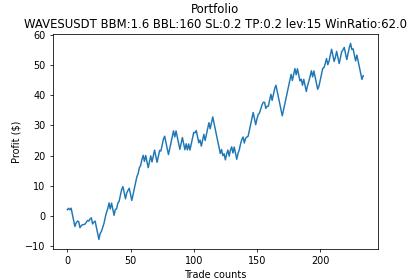 Portfolio
WAVESUSDT BBM:1.6 BBL:160 SL:0.2 TP:0.2 lev:15 WinRatio:62.0
60
50
40
30
20
10
0
−10
Profit ($)
0 50 100 150 200
Trade counts